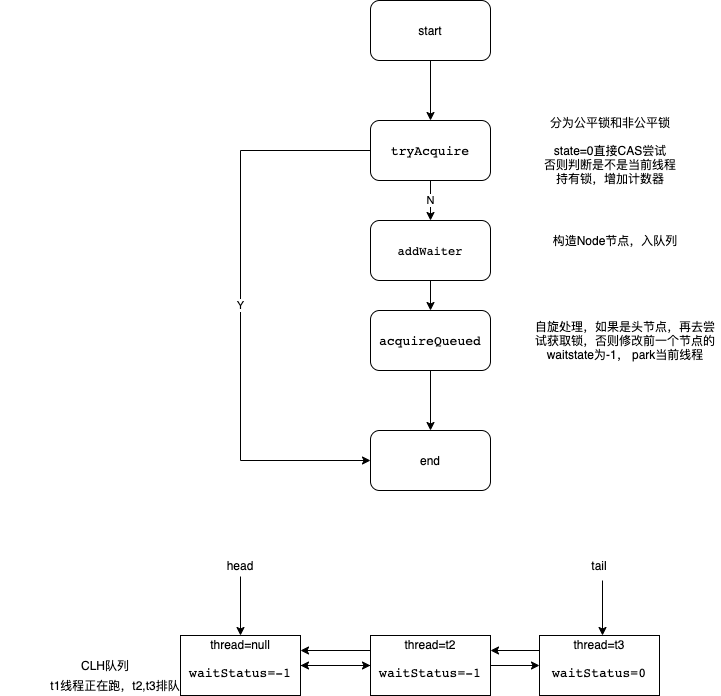 start
分为公平锁和非公平锁
tryAcquire
state=0直接CAS尝试
否则判断是不是当前线程
持有锁，增加计数器
N
addWaiter
构造Node节点，入队列
Y
acquireQueued
自旋处理，如果是头节点，再去尝
试获取锁，否则修改前一个节点的
waitstate为-1， park当前线程
end
head
tail
thread=null
thread=t2
thread=t3
CLH队列
waitStatus=-1
waitStatus=-1
waitStatus=0
t1线程正在跑，t2,t3排队